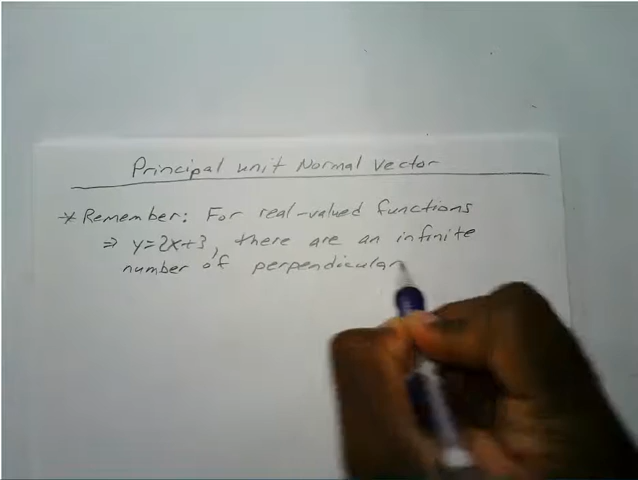 Principal unit Normal Vector
* Remember: For real-valued functions
⇒ y=2x+3, there are an infinite
number of perpendicular